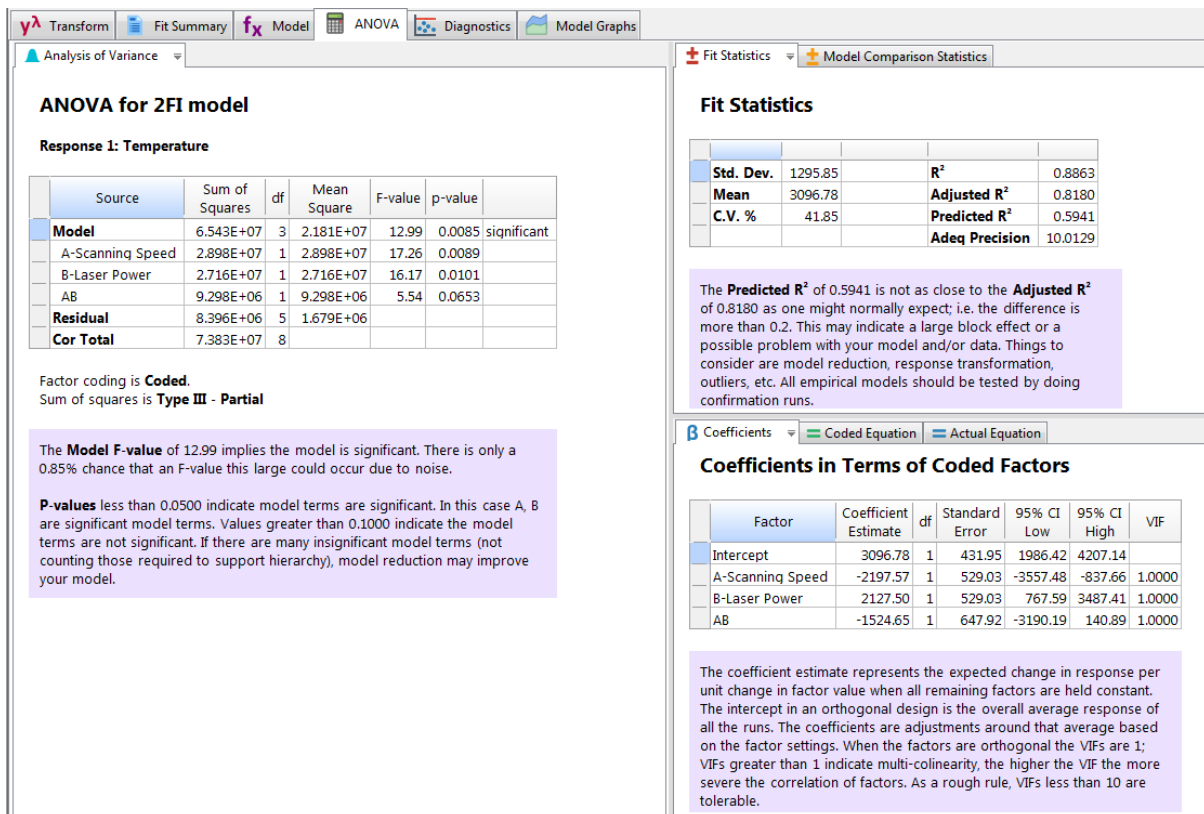 yλ Transform Fit Summary fx Model ANOVA Diagnostics Model Graphs
Analysis of Variance
ANOVA for 2FI model
Response 1: Temperature
Source Sum of Squares df Mean Square F-value p-value
Model 6.543E+07 3 2.181E+07 12.99 0.0085 significant
A-Scanning Speed 2.898E+07 1 2.898E+07 17.26 0.0089
B-Laser Power 2.716E+07 1 2.716E+07 16.17 0.0101
AB 9.298E+06 1 9.298E+06 5.54 0.0653
Residual 8.396E+06 5 1.679E+06
Cor Total 7.383E+07 8
Factor coding is Coded.
Sum of squares is Type III - Partial
The Model F-value of 12.99 implies the model is significant. There is only a
0.85% chance that an F-value this large could occur due to noise.
P-values less than 0.0500 indicate model terms are significant. In this case A, B
are significant model terms. Values greater than 0.1000 indicate the model
terms are not significant. If there are many insignificant model terms (not
counting those required to support hierarchy), model reduction may improve
your model.
Fit Statistics Model Comparison Statistics
Fit Statistics
Std. Dev. 1295.85 R² 0.8863
Mean 3096.78 Adjusted R² 0.8180
C.V. % 41.85 Predicted R² 0.5941
Adeq Precision 10.0129
The Predicted R² of 0.5941 is not as close to the Adjusted R²
of 0.8180 as one might normally expect; i.e. the difference is
more than 0.2. This may indicate a large block effect or a
possible problem with your model and/or data. Things to
consider are model reduction, response transformation,
outliers, etc. All empirical models should be tested by doing
confirmation runs.
β Coefficients Coded Equation Actual Equation
Coefficients in Terms of Coded Factors
Factor Coefficient Estimate df Standard Error 95% CI Low 95% CI High VIF
Intercept 3096.78 1 431.95 1986.42 4207.14
A-Scanning Speed -2197.57 1 529.03 -3557.48 -837.66 1.0000
B-Laser Power 2127.50 1 529.03 767.59 3487.41 1.0000
AB -1524.65 1 647.92 -3190.19 140.89 1.0000
The coefficient estimate represents the expected change in response per
unit change in factor value when all remaining factors are held constant.
The intercept in an orthogonal design is the overall average response of
all the runs. The coefficients are adjustments around that average based
on the factor settings. When the factors are orthogonal the VIFs are 1;
VIFs greater than 1 indicate multi-colinearity, the higher the VIF the more
severe the correlation of factors. As a rough rule, VIFs less than 10 are
tolerable.